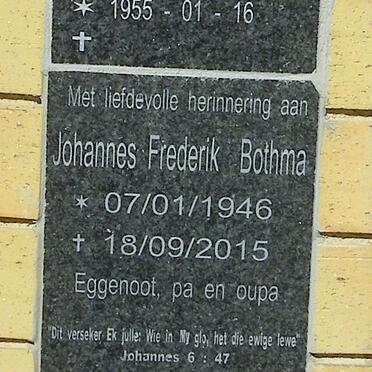 * 1955 - 01 - 16
✝
Met liefdevolle herinnering aan
Johannes Frederik Bothma
* 07/01/1946
✝ 18/09/2015
Eggenoot, pa en oupa
"Dit verseker Ek julle: Wie in My glo, het die ewige lewe"
Johannes 6 : 47